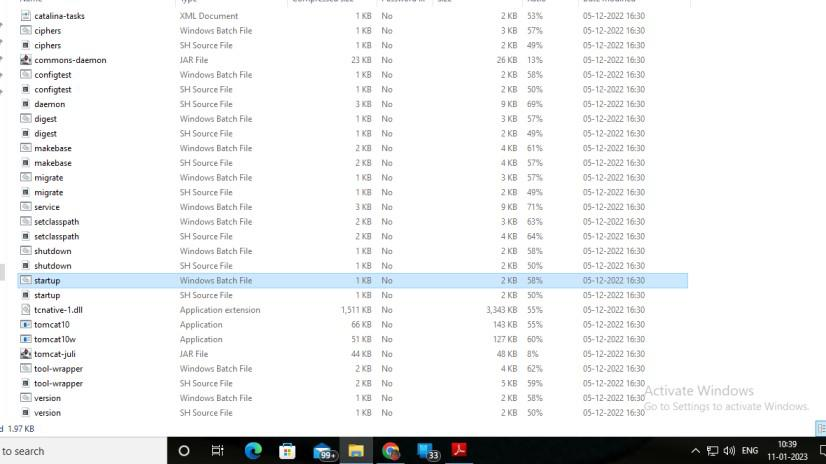 catalina-tasks XML Document 1 KB No 2 KB 53% 05-12-2022 16:30
ciphers Windows Batch File 1 KB No 3 KB 57% 05-12-2022 16:30
ciphers SH Source File 1 KB No 2 KB 49% 05-12-2022 16:30
commons-daemon JAR File 23 KB No 26 KB 13% 05-12-2022 16:30
configtest Windows Batch File 1 KB No 2 KB 58% 05-12-2022 16:30
configtest SH Source File 1 KB No 2 KB 50% 05-12-2022 16:30
daemon SH Source File 3 KB No 9 KB 69% 05-12-2022 16:30
digest Windows Batch File 1 KB No 3 KB 57% 05-12-2022 16:30
digest SH Source File 1 KB No 2 KB 49% 05-12-2022 16:30
makebase Windows Batch File 2 KB No 4 KB 61% 05-12-2022 16:30
makebase SH Source File 2 KB No 4 KB 57% 05-12-2022 16:30
migrate Windows Batch File 1 KB No 3 KB 57% 05-12-2022 16:30
migrate SH Source File 1 KB No 2 KB 49% 05-12-2022 16:30
service Windows Batch File 3 KB No 9 KB 71% 05-12-2022 16:30
setclasspath Windows Batch File 2 KB No 3 KB 63% 05-12-2022 16:30
setclasspath SH Source File 2 KB No 4 KB 64% 05-12-2022 16:30
shutdown Windows Batch File 1 KB No 2 KB 58% 05-12-2022 16:30
shutdown SH Source File 1 KB No 2 KB 50% 05-12-2022 16:30
startup Windows Batch File 1 KB No 2 KB 58% 05-12-2022 16:30
startup SH Source File 1 KB No 2 KB 50% 05-12-2022 16:30
tcnative-1.dll Application extension 1,511 KB No 3,343 KB 55% 05-12-2022 16:30
tomcat10 Application 66 KB No 143 KB 55% 05-12-2022 16:30
tomcat10w Application 51 KB No 127 KB 60% 05-12-2022 16:30
tomcat-juli JAR File 44 KB No 48 KB 8% 05-12-2022 16:30
tool-wrapper Windows Batch File 2 KB No 4 KB 62% 05-12-2022 16:30
tool-wrapper SH Source File 2 KB No 5 KB 59% 05-12-2022 16:30
version Windows Batch File 1 KB No 2 KB 58% 05-12-2022 16:30
version SH Source File 1 KB No 2 KB 50% 05-12-2022 16:30
Activate Windows
Go to Settings to activate Windows.
1.97 KB
to search 99+ 33 ENG 10:39
11-01-2023